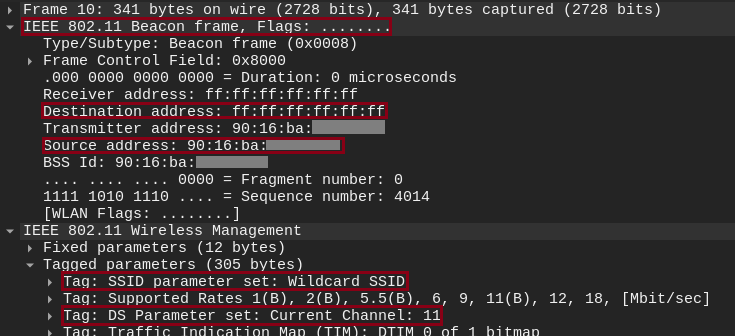 Frame 10: 341 bytes on wire (2728 bits), 341 bytes captured (2728 bits)
IEEE 802.11 Beacon frame, Flags: ........
Type/Subtype: Beacon frame (0x0008)
Frame Control Field: 0x8000
.000 0000 0000 0000 = Duration: 0 microseconds
Receiver address: ff:ff:ff:ff:ff:ff
Destination address: ff:ff:ff:ff:ff:ff
Transmitter address: 90:16:ba:
Source address: 90:16:ba:
BSS Id: 90:16:ba:
.... .... .... 0000 = Fragment number: 0
1111 1010 1110 .... = Sequence number: 4014
[WLAN Flags: ........]
IEEE 802.11 Wireless Management
Fixed parameters (12 bytes)
Tagged parameters (305 bytes)
Tag: SSID parameter set: Wildcard SSID
Tag: Supported Rates 1(B), 2(B), 5.5(B), 6, 9, 11(B), 12, 18, [Mbit/sec]
Tag: DS Parameter set: Current Channel: 11
Tag: Traffic Indication Map (TIM): DTIM 0 of 1 bitmap